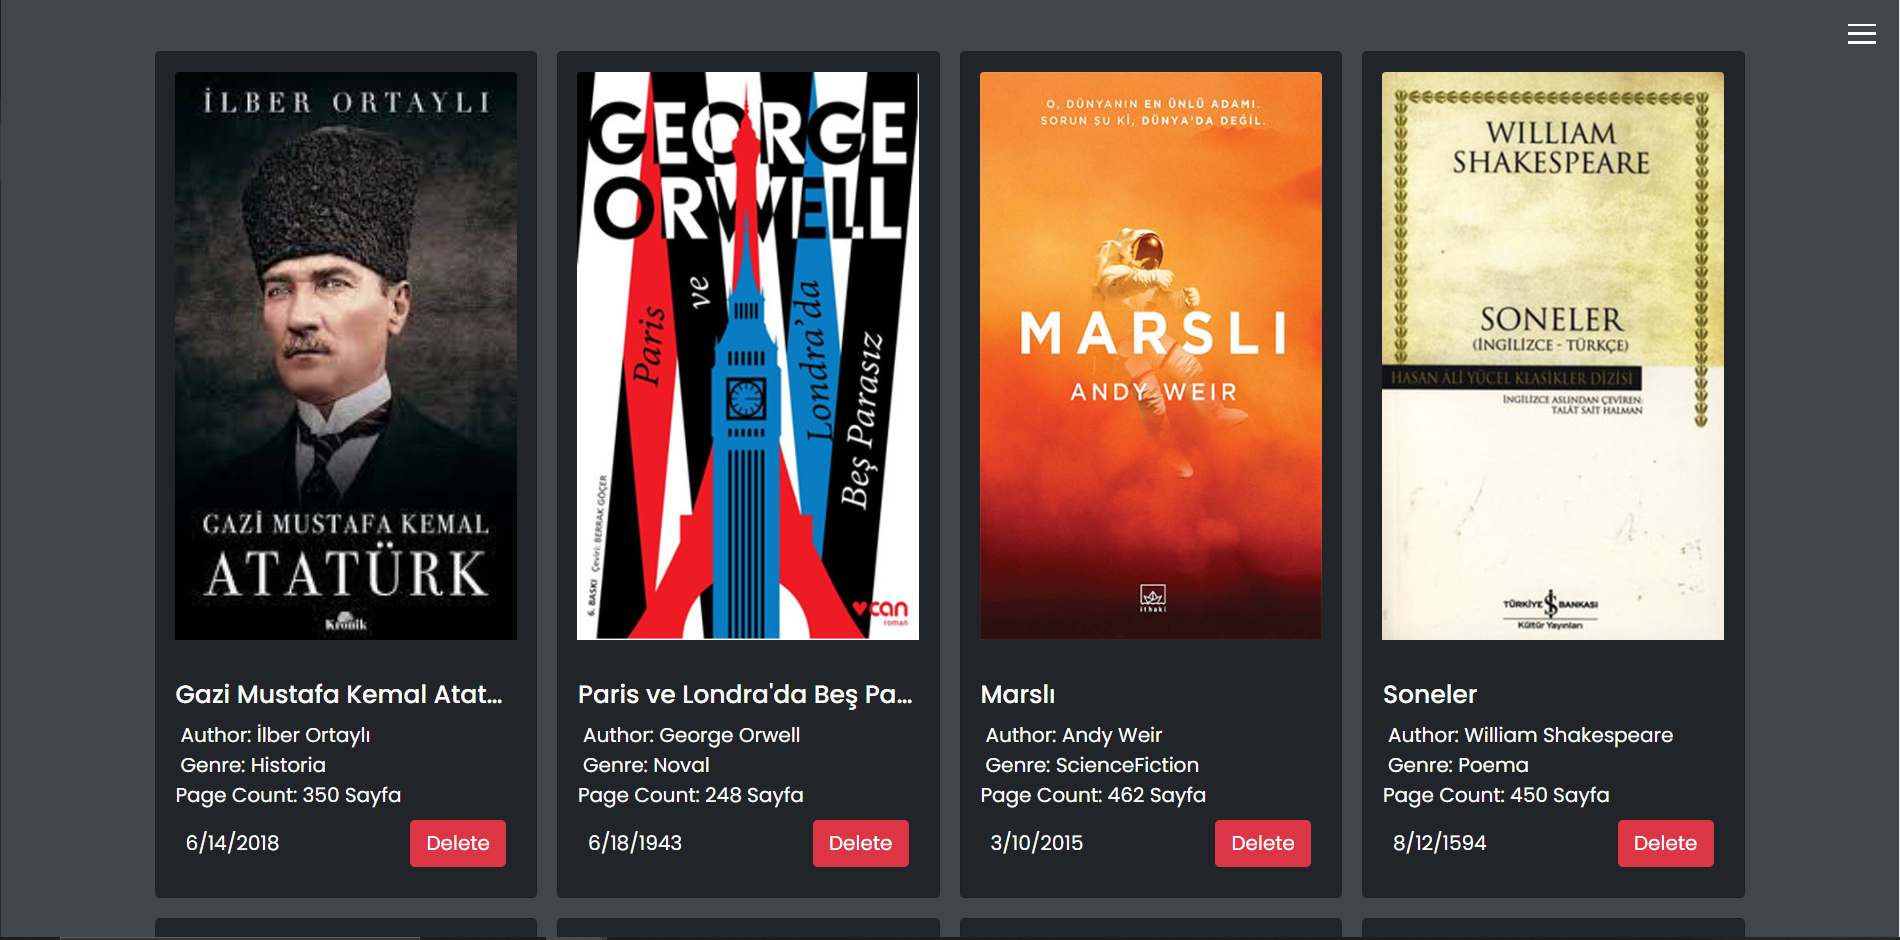 İLBER ORTAYLI
GAZİ MUSTAFA KEMAL
ATATÜRK
Kronik
Gazi Mustafa Kemal Atat...
Author: İlber Ortaylı
Genre: Historia
Page Count: 350 Sayfa
6/14/2018
Delete
GEORGE
ORWELL
Paris
ve
Londra'da
Beş Parasız
6. BASKI Çeviri: BERRAK GÖÇER
can
roman
Paris ve Londra'da Beş Pa...
Author: George Orwell
Genre: Noval
Page Count: 248 Sayfa
6/18/1943
Delete
O, DÜNYANIN EN ÜNLÜ ADAMI.
SORUN ŞU Kİ, DÜNYA'DA DEĞİL.
MARSLI
ANDY WEIR
ithaki
Marslı
Author: Andy Weir
Genre: ScienceFiction
Page Count: 462 Sayfa
3/10/2015
Delete
WILLIAM
SHAKESPEARE
SONELER
(İNGİLİZCE - TÜRKÇE)
HASAN ÂLİ YÜCEL KLASİKLER DİZİSİ
İNGİLİZCE ASLINDAN ÇEVİREN:
TALÂT SAİT HALMAN
TÜRKİYE İŞ BANKASI
Kültür Yayınları
Soneler
Author: William Shakespeare
Genre: Poema
Page Count: 450 Sayfa
8/12/1594
Delete